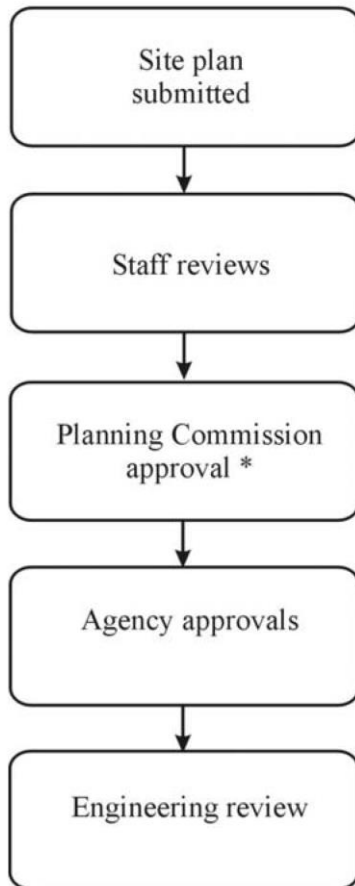 Site plan
submitted
Staff reviews
Planning Commission
approval *
Agency approvals
Engineering review